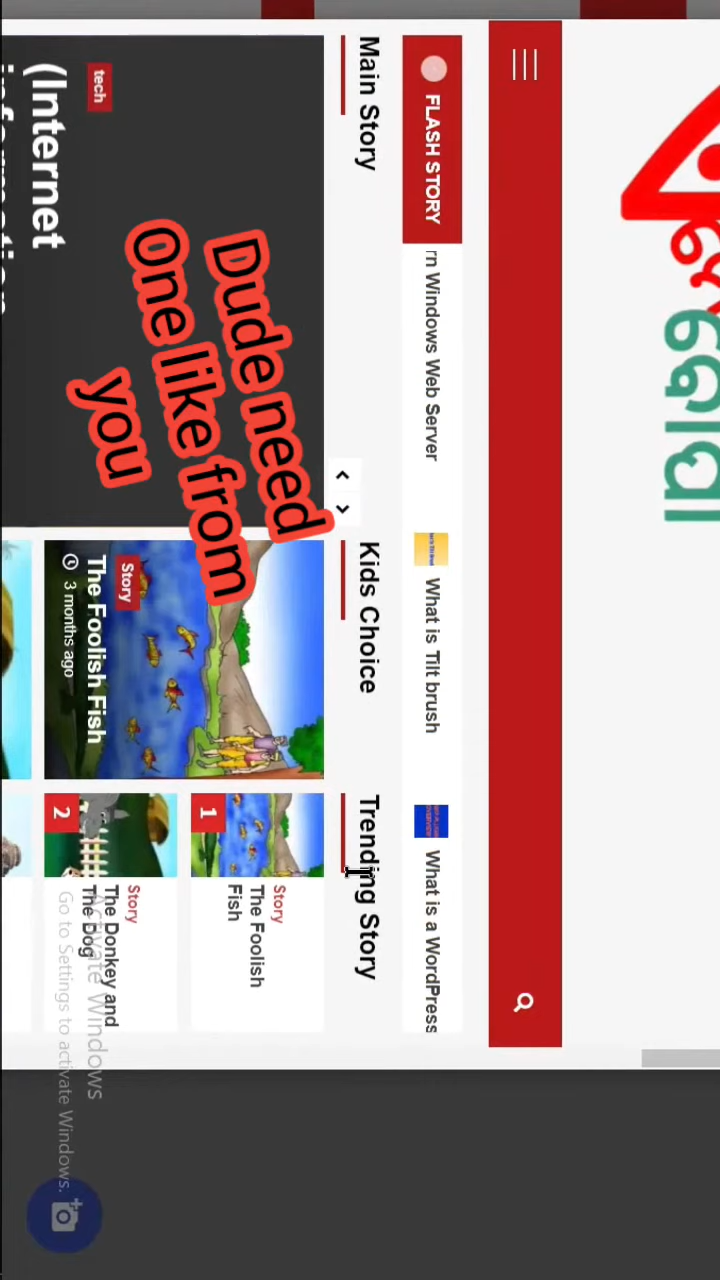 FLASH STORY
rn Windows Web Server
What is Tilt brush
What is a WordPress
Main Story
tech
(Internet
Dude need
One like from
you
Kids Choice
Story
The Foolish Fish
3 months ago
Trending Story
1
Story
The Foolish
Fish
2
Story
The Donkey and
The Dog
Activate Windows
Go to Settings to activate Windows.